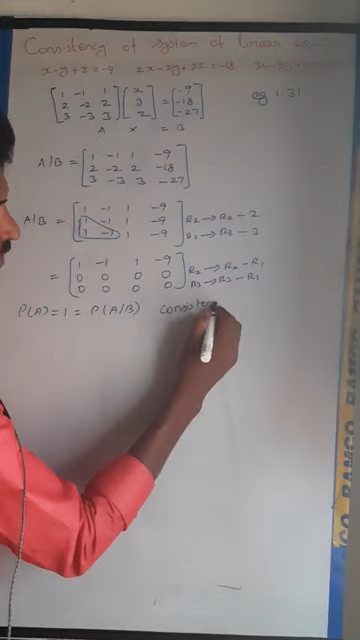 Consistency of System of Linear
x-y+z=-9 2x-2y+2z=-18 3x-3y+
[1 -1 1] [x] [-9] eg 1.31
[2 -2 2] [y] = [-18]
[3 -3 3] [z] [-27]
A x = B
A/B = [1 -1 1 -9]
[2 -2 2 -18]
[3 -3 3 -27]
A/B = [1 -1 1 -9]
[1 -1 1 -9] R2 → R2 ÷ 2
[1 -1 1 -9] R3 → R3 ÷ 3
= [1 -1 1 -9]
[0 0 0 0] R2 → R2 - R1
[0 0 0 0] R3 → R3 - R1
ρ(A) = 1 = ρ(A/B) consisten
GO, BOMBAN